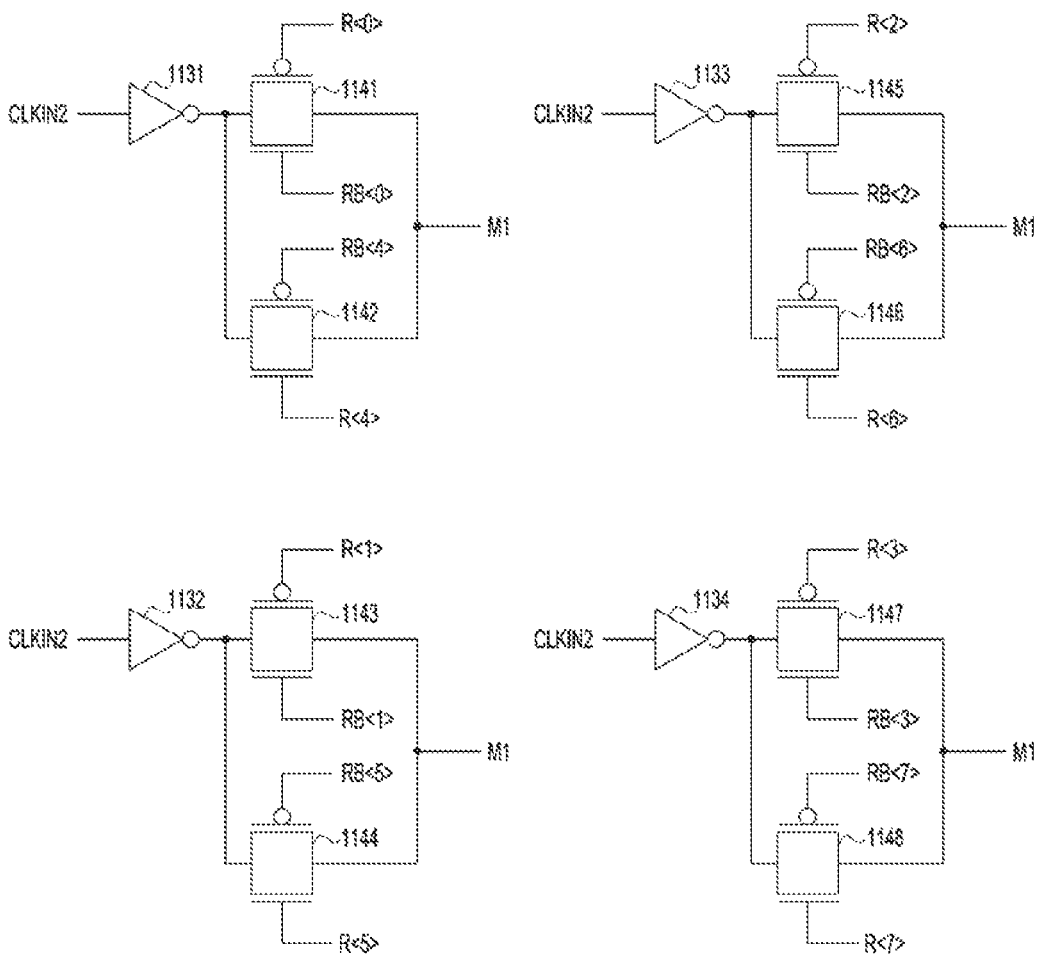 R<0>
1131
1141
CLKIN2
RB<0>
M1
RB<4>
1142
R<4>
R<2>
1133
1145
CLKIN2
RB<2>
M1
RB<6>
1146
R<6>
R<1>
1132
1143
CLKIN2
RB<1>
M1
RB<5>
1144
R<5>
R<3>
1134
1147
CLKIN2
RB<3>
M1
RB<7>
1148
R<7>